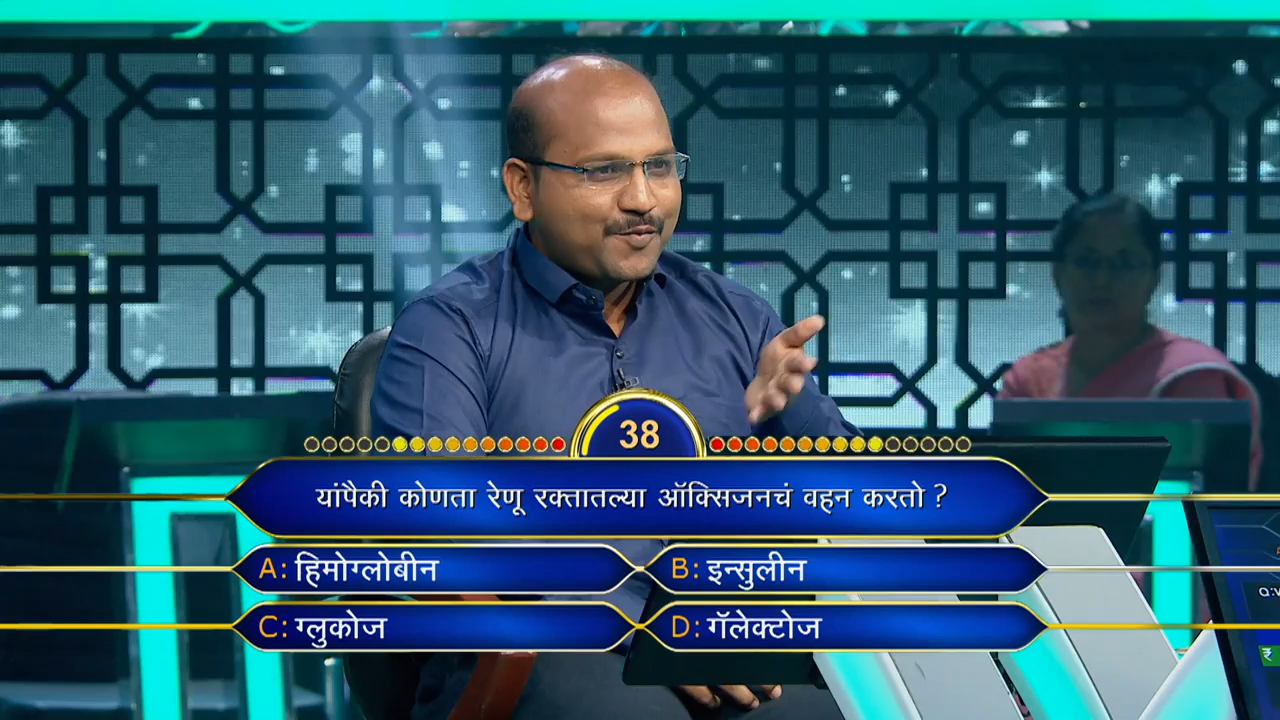 38
यांपैकी कोणता रेणू रक्तातल्या ऑक्सिजनचं वहन करतो ?
A: हिमोग्लोबीन
B: इन्सुलीन
C: ग्लुकोज
D: गॅलेक्टोज
₹